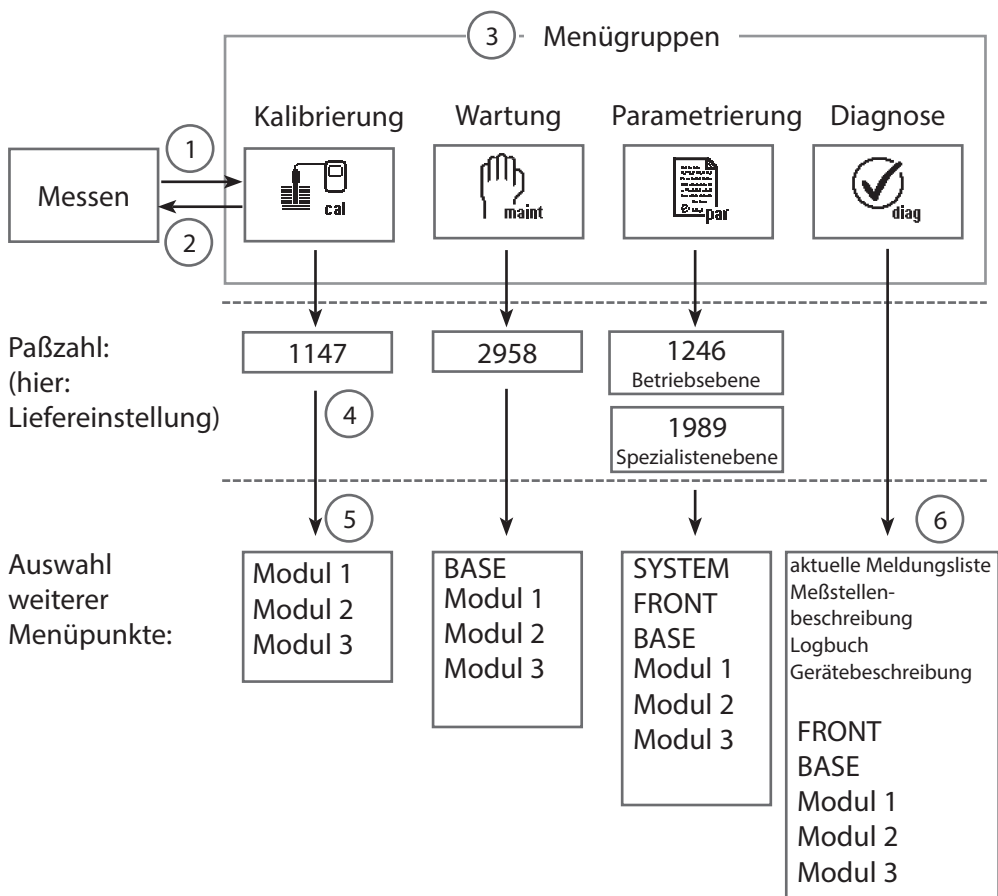 3 Menügruppen
Kalibrierung Wartung Parametrierung Diagnose
1
Messen
cal maint par diag
2
Paßzahl:
(hier:
Liefereinstellung)
1147
2958
1246
Betriebsebene
1989
Spezialistenebene
4
5
6
Auswahl
weiterer
Menüpunkte:
Modul 1
Modul 2
Modul 3
BASE
Modul 1
Modul 2
Modul 3
SYSTEM
FRONT
BASE
Modul 1
Modul 2
Modul 3
aktuelle Meldungsliste
Meßstellen-
beschreibung
Logbuch
Gerätebeschreibung
FRONT
BASE
Modul 1
Modul 2
Modul 3